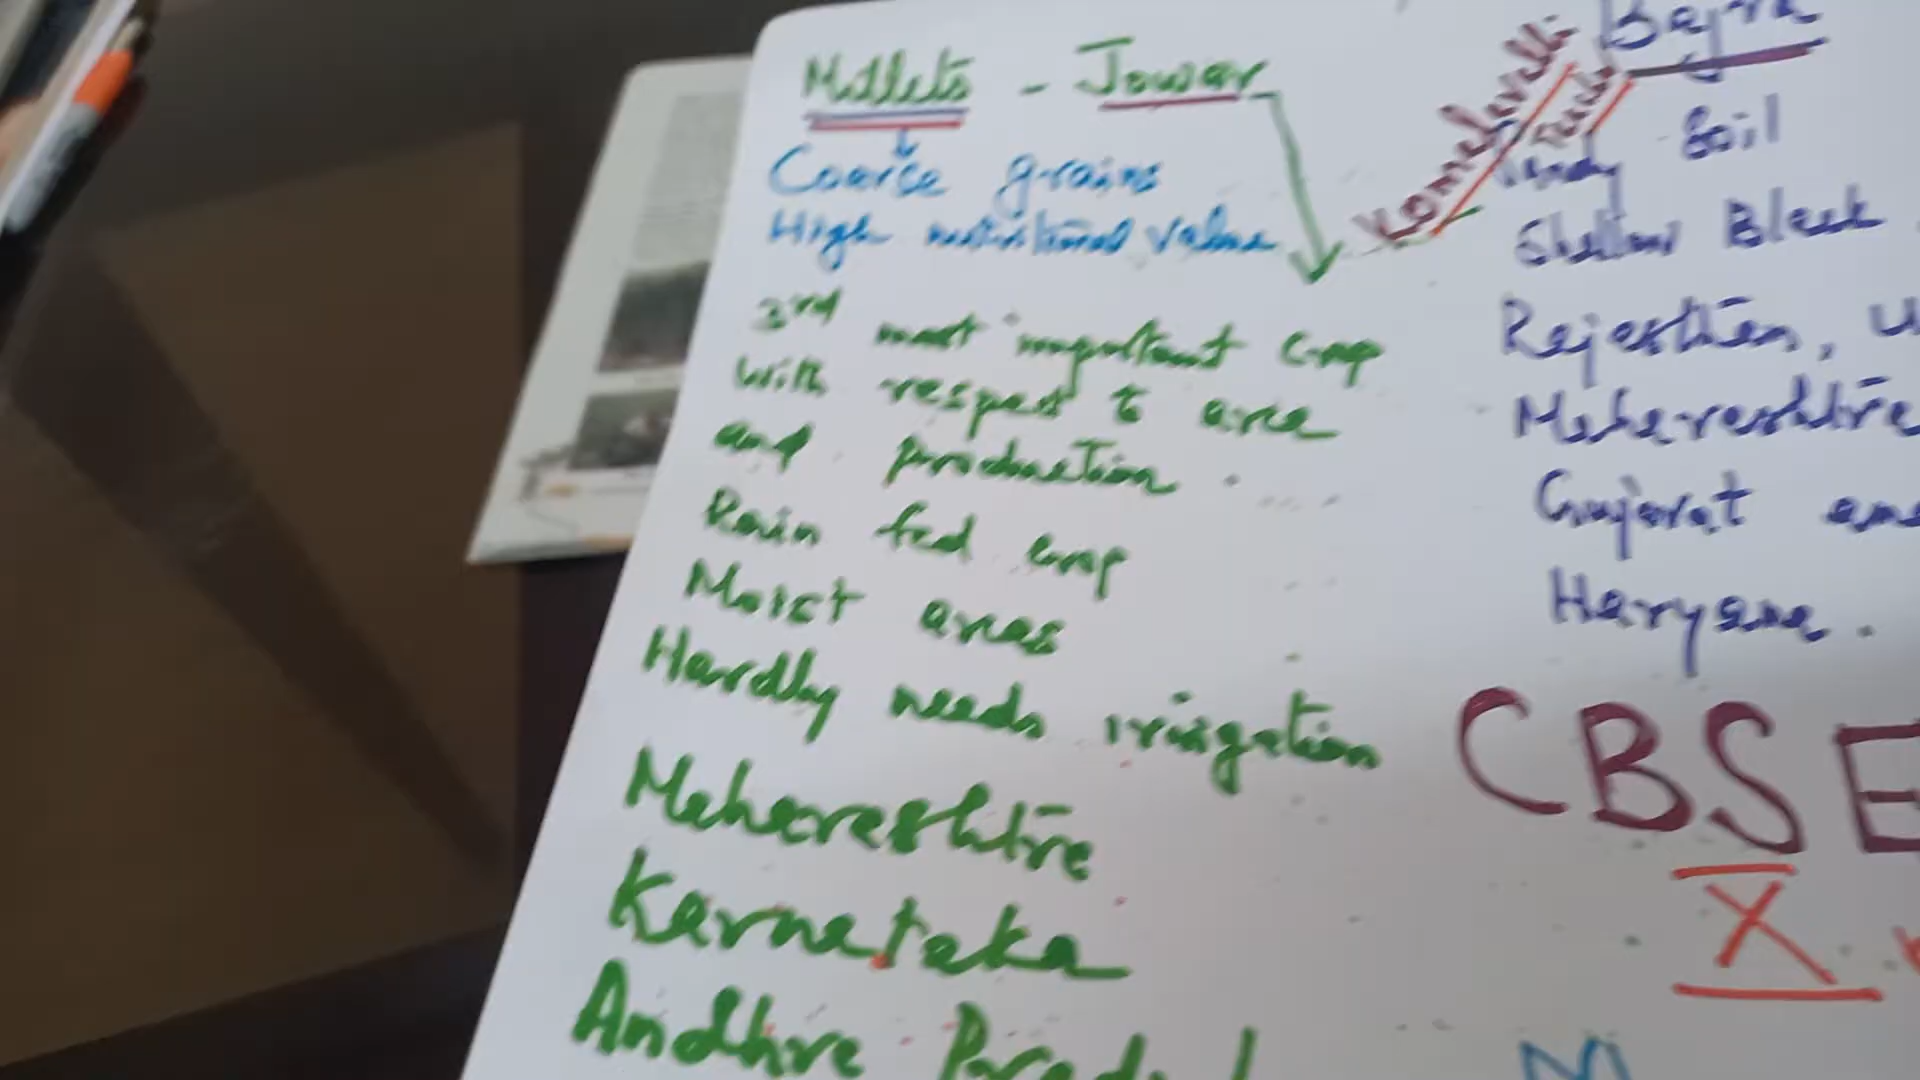 Millets - Jowar
Coarse grains
High nutritional value
3rd most important crop
with respect to area
and production.
Rain fed crop
Moist areas
Hardly needs irrigation
Maharashtra
Karnataka
Andhra
Bajra
Soil
Shallow Black
Rajasthan, U
Maharashtra
Gujarat
Haryana.
CBSE
X